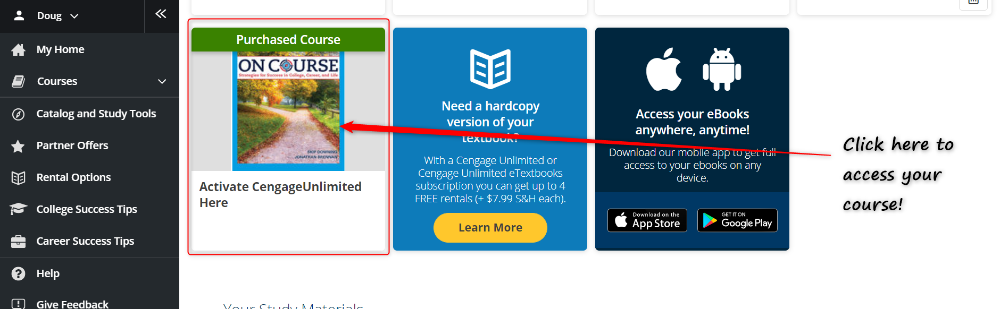 Doug
My Home
Courses
Catalog and Study Tools
Partner Offers
Rental Options
College Success Tips
Career Success Tips
Help
Give Feedback
Purchased Course
ON COURSE
Strategies for Success in College, Career, and Life
SKIP DOWNING
JONATHAN BRENNAN
Activate CengageUnlimited
Here
Need a hardcopy
version of your
textbook?
With a Cengage Unlimited or
Cengage Unlimited eTextbooks
subscription you can get up to 4
FREE rentals (+ $7.99 S&H each).
Learn More
Access your eBooks
anywhere, anytime!
Download our mobile app to get full
access to your ebooks on any
device.
Download on the
App Store
GET IT ON
Google Play
Click here to
access your
course!
Your Study Materials